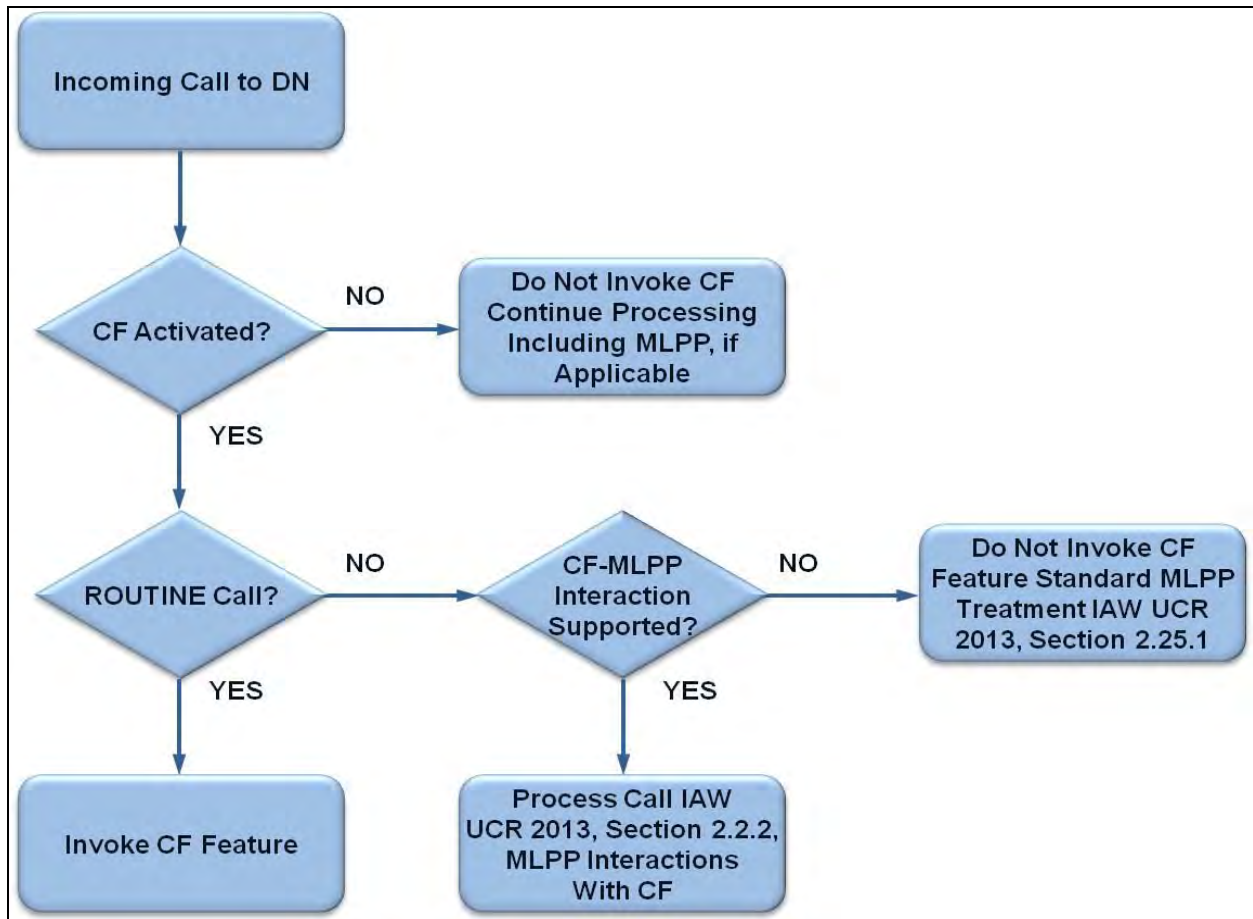 Incoming Call to DN
CF Activated?
NO
Do Not Invoke CF
Continue Processing
Including MLPP, if
Applicable
YES
ROUTINE Call?
NO
CF-MLPP
Interaction
Supported?
NO
Do Not Invoke CF
Feature Standard MLPP
Treatment IAW UCR
2013, Section 2.25.1
YES
YES
Invoke CF Feature
Process Call IAW
UCR 2013, Section 2.2.2,
MLPP Interactions
With CF